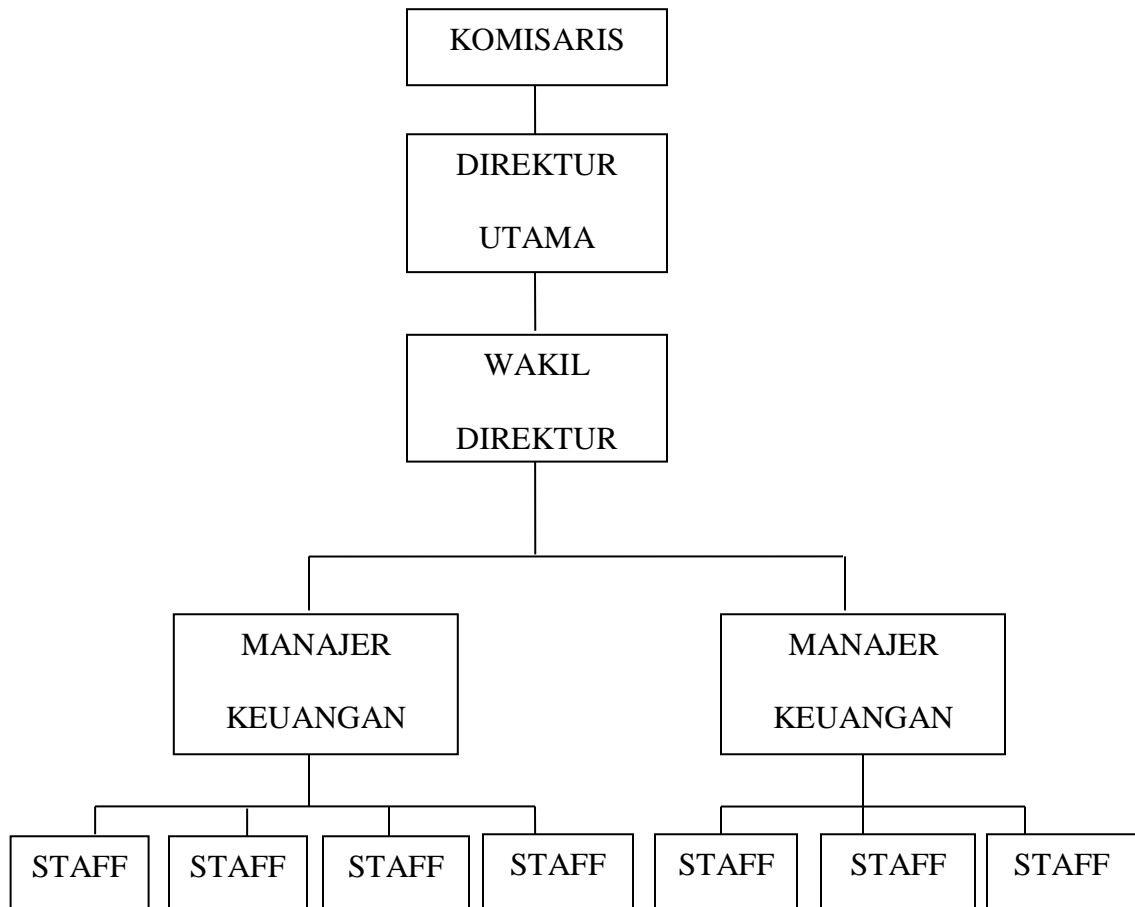 KOMISARIS
DIREKTUR
UTAMA
WAKIL
DIREKTUR
MANAJER
KEUANGAN
MANAJER
KEUANGAN
STAFF
STAFF
STAFF
STAFF
STAFF
STAFF
STAFF